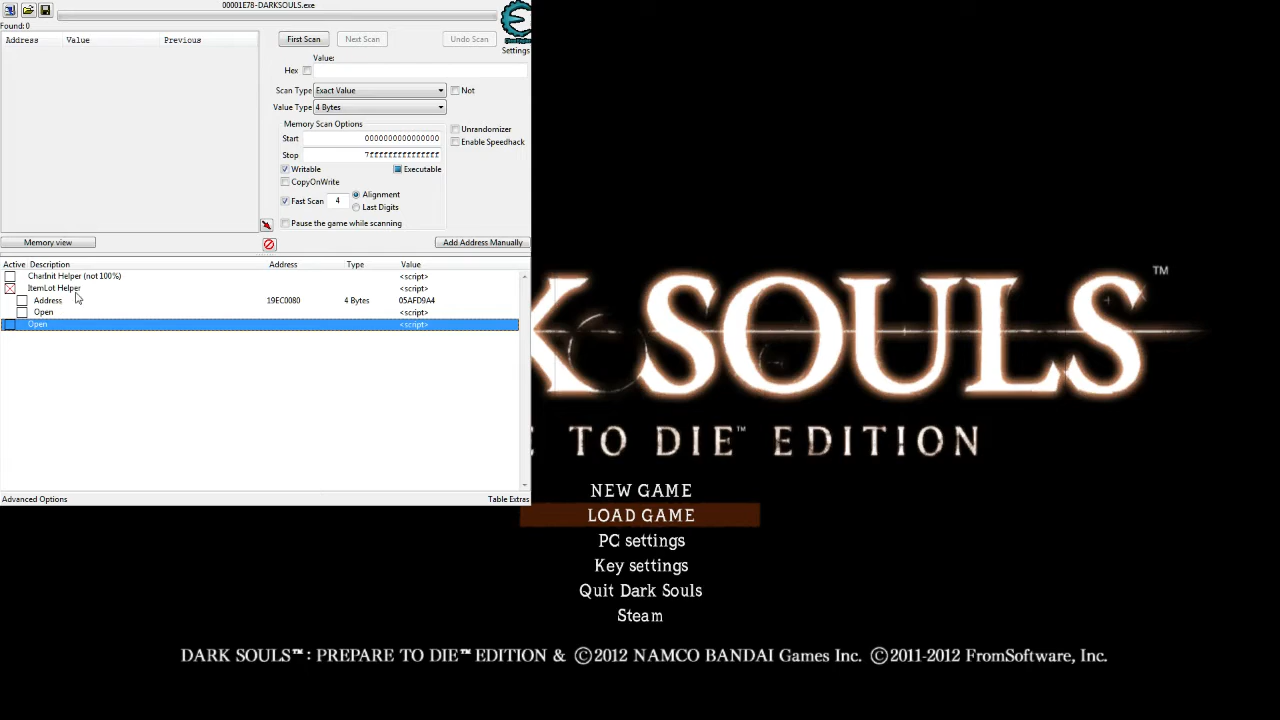 00001E78-DARKSOULS.exe
Found: 0
Address Value Previous
First Scan Next Scan Undo Scan
Settings
Value:
Hex
Scan Type Exact Value Not
Value Type 4 Bytes
Memory Scan Options
Start 0000000000000000
Stop 7fffffffffffffff
Unrandomizer
Enable Speedhack
Writable Executable
CopyOnWrite
Fast Scan 4 Alignment
Last Digits
Pause the game while scanning
Memory view Add Address Manually
Active Description Address Type Value
CharInit Helper (not 100%) <script>
ItemLot Helper <script>
Address 19EC0080 4 Bytes 05AFD9A4
Open <script>
Open <script>
Advanced Options Table Extras
K SOULS™
TO DIE™ EDITION
NEW GAME
LOAD GAME
PC settings
Key settings
Quit Dark Souls
Steam
DARK SOULS™: PREPARE TO DIE™ EDITION & ©2012 NAMCO BANDAI Games Inc. ©2011-2012 FromSoftware, Inc.